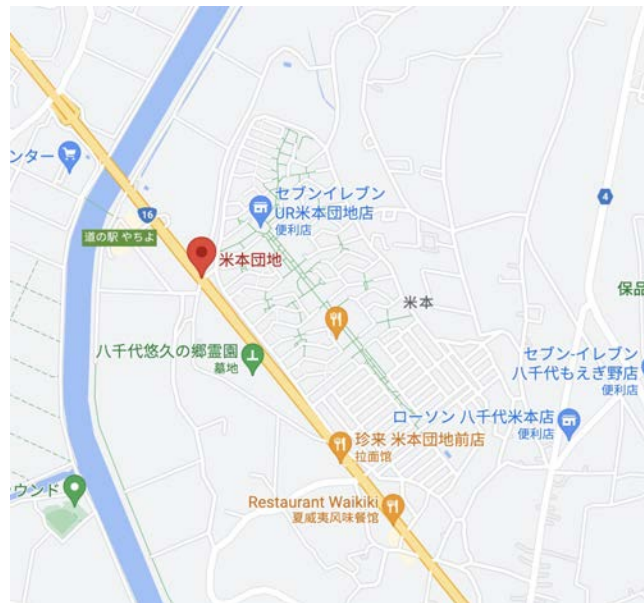 ンター
16
道の駅 やちよ
セブンイレブン
UR米本団地店
便利店
4
米本団地
米本
保品
八千代悠久の郷霊園
墓地
セブン-イレブン
八千代もえぎ野店
便利店
ローソン 八千代米本店
便利店
珍来 米本団地前店
拉面馆
ラウンド
Restaurant Waikiki
夏威夷风味餐馆